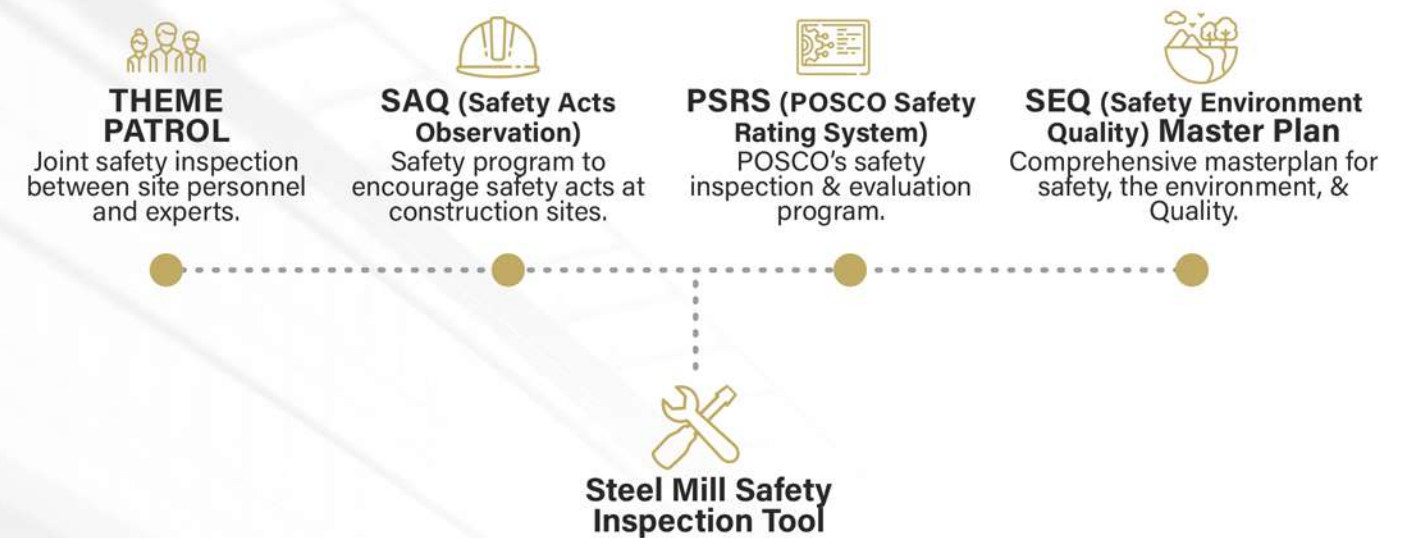 THEME
PATROL
Joint safety inspection
between site personnel
and experts.
SAQ (Safety Acts
Observation)
Safety program to
encourage safety acts at
construction sites.
PSRS (POSCO Safety
Rating System)
POSCO's safety
inspection & evaluation
program.
SEQ (Safety Environment
Quality) Master Plan
Comprehensive masterplan for
safety, the environment, &
Quality.
Steel Mill Safety
Inspection Tool